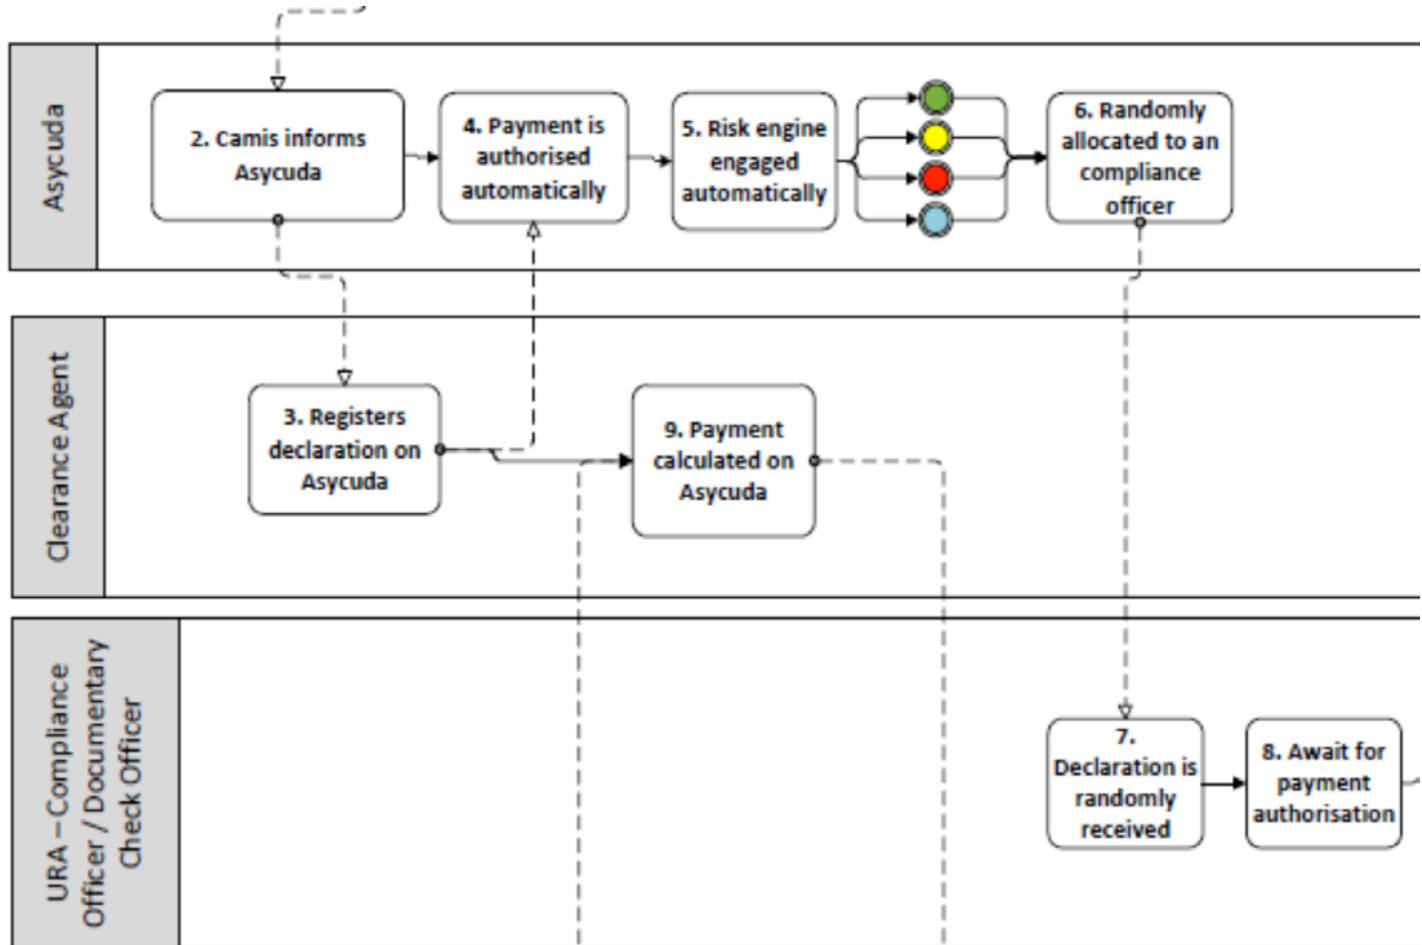 Asycuda
2. Camis informs
Asycuda
4. Payment is
authorised
automatically
5. Risk engine
engaged
automatically
6. Randomly
allocated to an
compliance
officer
Clearance Agent
3. Registers
declaration on
Asycuda
9. Payment
calculated on
Asycuda
URA – Compliance
Officer / Documentary
Check Officer
7.
Declaration is
randomly
received
8. Await for
payment
authorisation